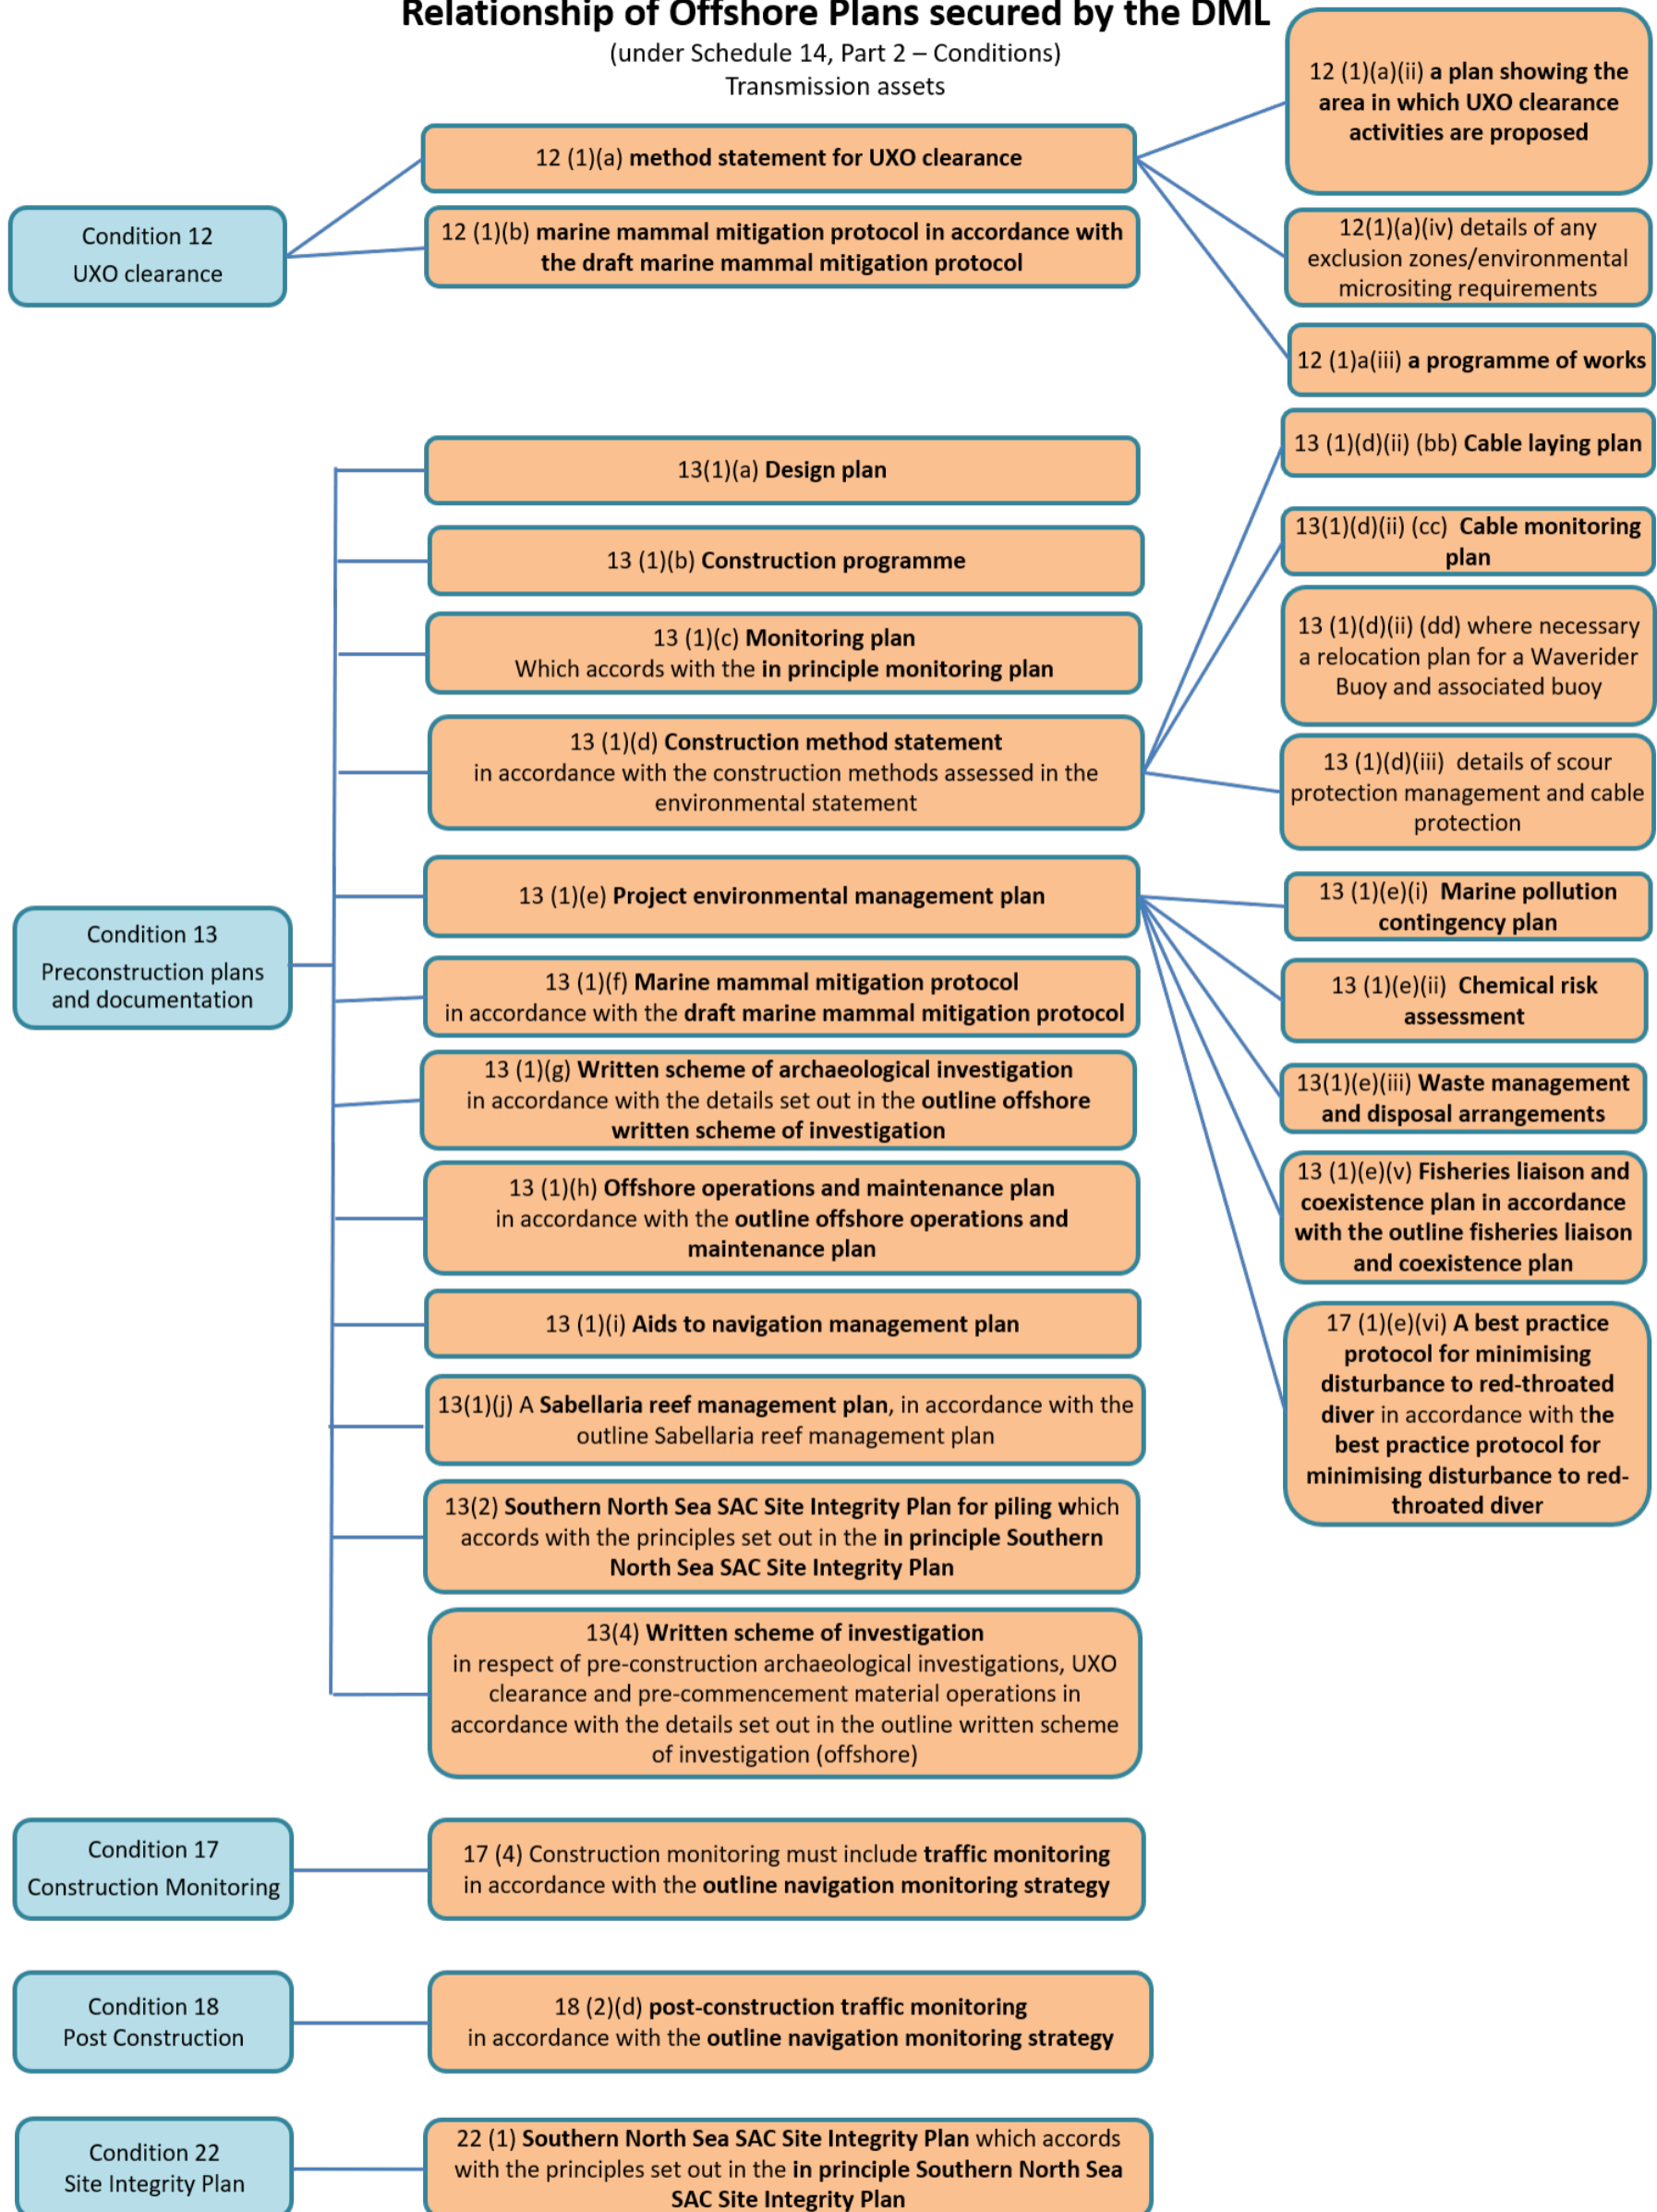 Relationship of Offshore Plans secured by the DML
(under Schedule 14, Part 2 – Conditions)
Transmission assets
Condition 12
UXO clearance
12 (1)(a) method statement for UXO clearance
12 (1)(b) marine mammal mitigation protocol in accordance with
the draft marine mammal mitigation protocol
12 (1)(a)(ii) a plan showing the
area in which UXO clearance
activities are proposed
12(1)(a)(iv) details of any
exclusion zones/environmental
micrositing requirements
12 (1)a(iii) a programme of works
Condition 13
Preconstruction plans
and documentation
13(1)(a) Design plan
13 (1)(b) Construction programme
13 (1)(c) Monitoring plan
Which accords with the in principle monitoring plan
13 (1)(d) Construction method statement
in accordance with the construction methods assessed in the
environmental statement
13 (1)(d)(ii) (bb) Cable laying plan
13(1)(d)(ii) (cc) Cable monitoring
plan
13 (1)(d)(ii) (dd) where necessary
a relocation plan for a Waverider
Buoy and associated buoy
13 (1)(d)(iii) details of scour
protection management and cable
protection
13 (1)(e) Project environmental management plan
13 (1)(e)(i) Marine pollution
contingency plan
13 (1)(e)(ii) Chemical risk
assessment
13(1)(e)(iii) Waste management
and disposal arrangements
13 (1)(e)(v) Fisheries liaison and
coexistence plan in accordance
with the outline fisheries liaison
and coexistence plan
17 (1)(e)(vi) A best practice
protocol for minimising
disturbance to red-throated
diver in accordance with the
best practice protocol for
minimising disturbance to red-
throated diver
13 (1)(f) Marine mammal mitigation protocol
in accordance with the draft marine mammal mitigation protocol
13 (1)(g) Written scheme of archaeological investigation
in accordance with the details set out in the outline offshore
written scheme of investigation
13 (1)(h) Offshore operations and maintenance plan
in accordance with the outline offshore operations and
maintenance plan
13 (1)(i) Aids to navigation management plan
13(1)(j) A Sabellaria reef management plan, in accordance with the
outline Sabellaria reef management plan
13(2) Southern North Sea SAC Site Integrity Plan for piling which
accords with the principles set out in the in principle Southern
North Sea SAC Site Integrity Plan
13(4) Written scheme of investigation
in respect of pre-construction archaeological investigations, UXO
clearance and pre-commencement material operations in
accordance with the details set out in the outline written scheme
of investigation (offshore)
Condition 17
Construction Monitoring
17 (4) Construction monitoring must include traffic monitoring
in accordance with the outline navigation monitoring strategy
Condition 18
Post Construction
18 (2)(d) post-construction traffic monitoring
in accordance with the outline navigation monitoring strategy
Condition 22
Site Integrity Plan
22 (1) Southern North Sea SAC Site Integrity Plan which accords
with the principles set out in the in principle Southern North Sea
SAC Site Integrity Plan